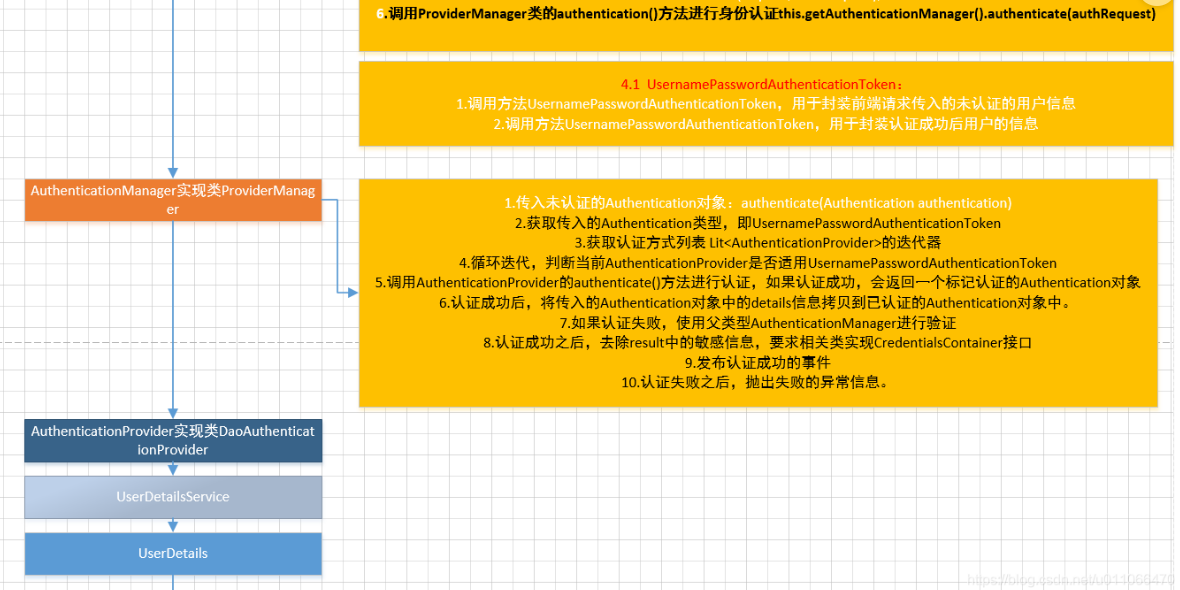 6.调用ProviderManager类的authentication()方法进行身份认证this.getAuthenticationManager().authenticate(authRequest)
4.1 UsernamePasswordAuthenticationToken：
1.调用方法UsernamePasswordAuthenticationToken，用于封装前端请求传入的未认证的用户信息
2.调用方法UsernamePasswordAuthenticationToken，用于封装认证成功后用户的信息
AuthenticationManager实现类ProviderManag
er
1.传入未认证的Authentication对象：authenticate(Authentication authentication)
2.获取传入的Authentication类型，即UsernamePasswordAuthenticationToken
3.获取认证方式列表 Lit<AuthenticationProvider>的迭代器
4.循环迭代，判断当前AuthenticationProvider是否适用UsernamePasswordAuthenticationToken
5.调用AuthenticationProvider的authenticate()方法进行认证，如果认证成功，会返回一个标记认证的Authentication对象
6.认证成功后，将传入的Authentication对象中的details信息拷贝到已认证的Authentication对象中。
7.如果认证失败，使用父类型AuthenticationManager进行验证
8.认证成功之后，去除result中的敏感信息，要求相关类实现CredentialsContainer接口
9.发布认证成功的事件
10.认证失败之后，抛出失败的异常信息。
AuthenticationProvider实现类DaoAuthenticat
ionProvider
UserDetailsService
UserDetails
https://blog.csdn.net/u011066470